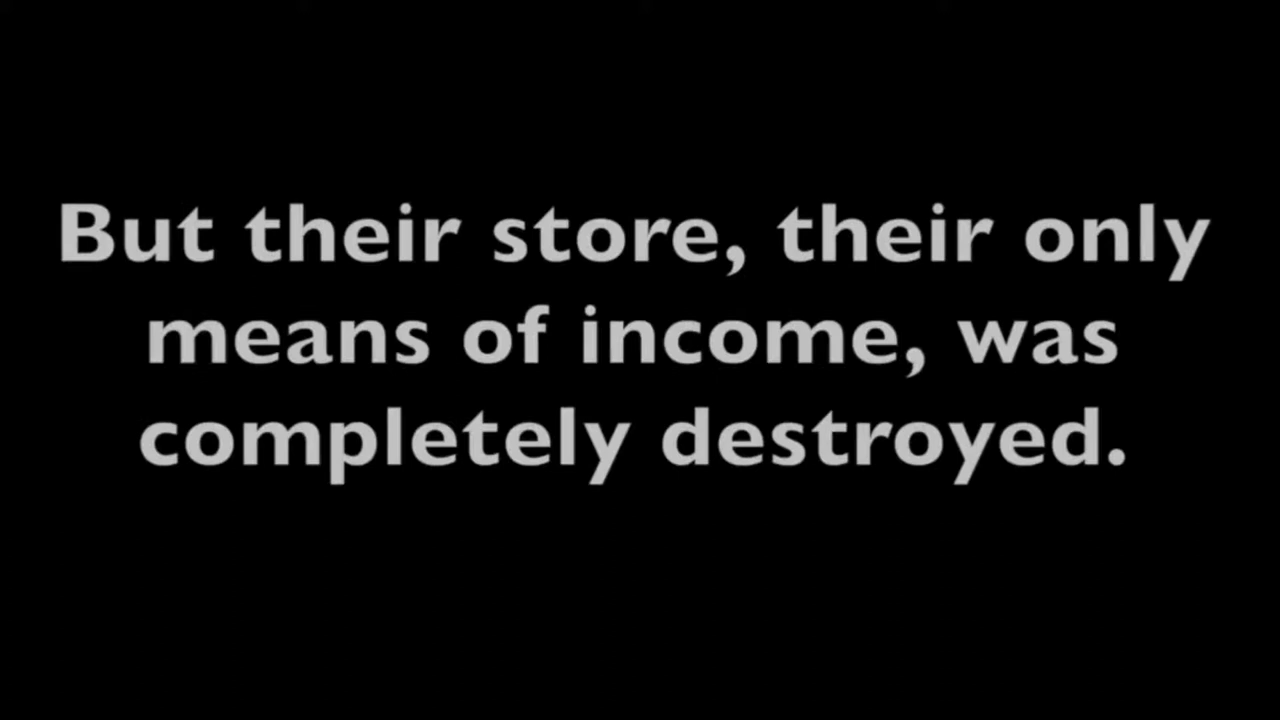 But their store, their only
means of income, was
completely destroyed.